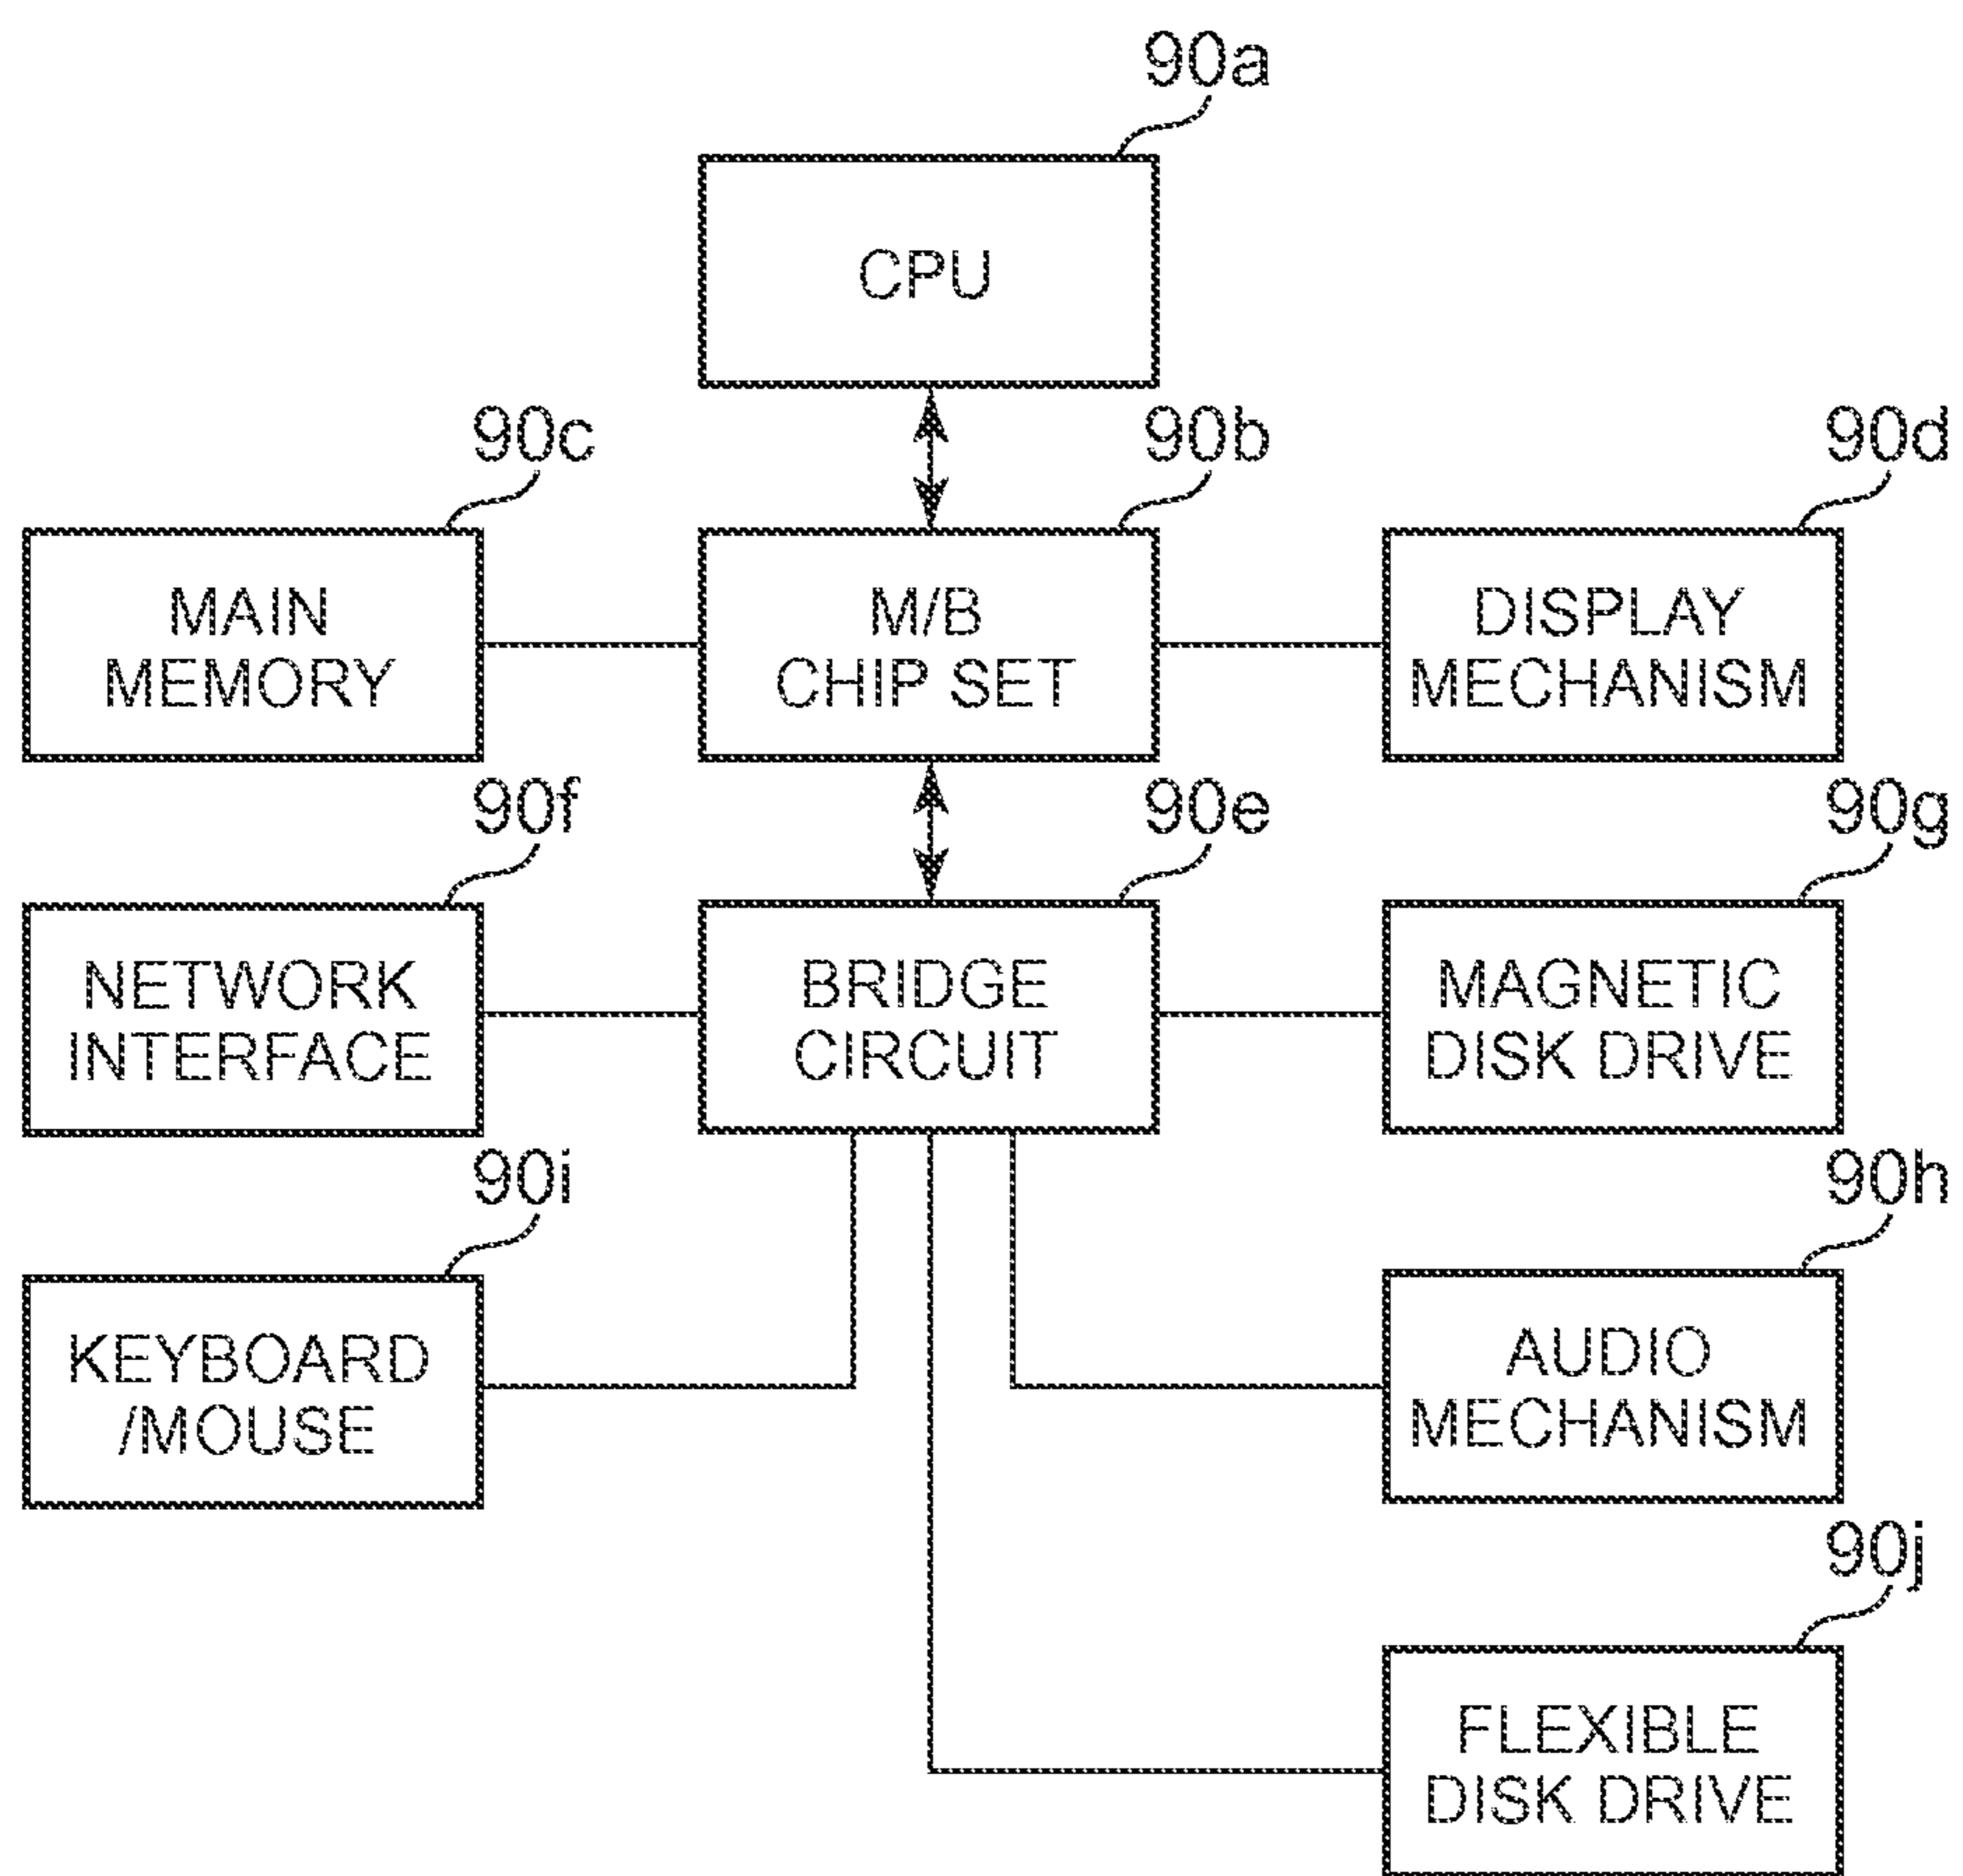 90a
CPU
90c
90b
90d
MAIN
MEMORY
M/B
CHIP SET
DISPLAY
MECHANISM
90f
90e
90g
NETWORK
INTERFACE
BRIDGE
CIRCUIT
MAGNETIC
DISK DRIVE
90i
90h
KEYBOARD
/MOUSE
AUDIO
MECHANISM
90j
FLEXIBLE
DISK DRIVE